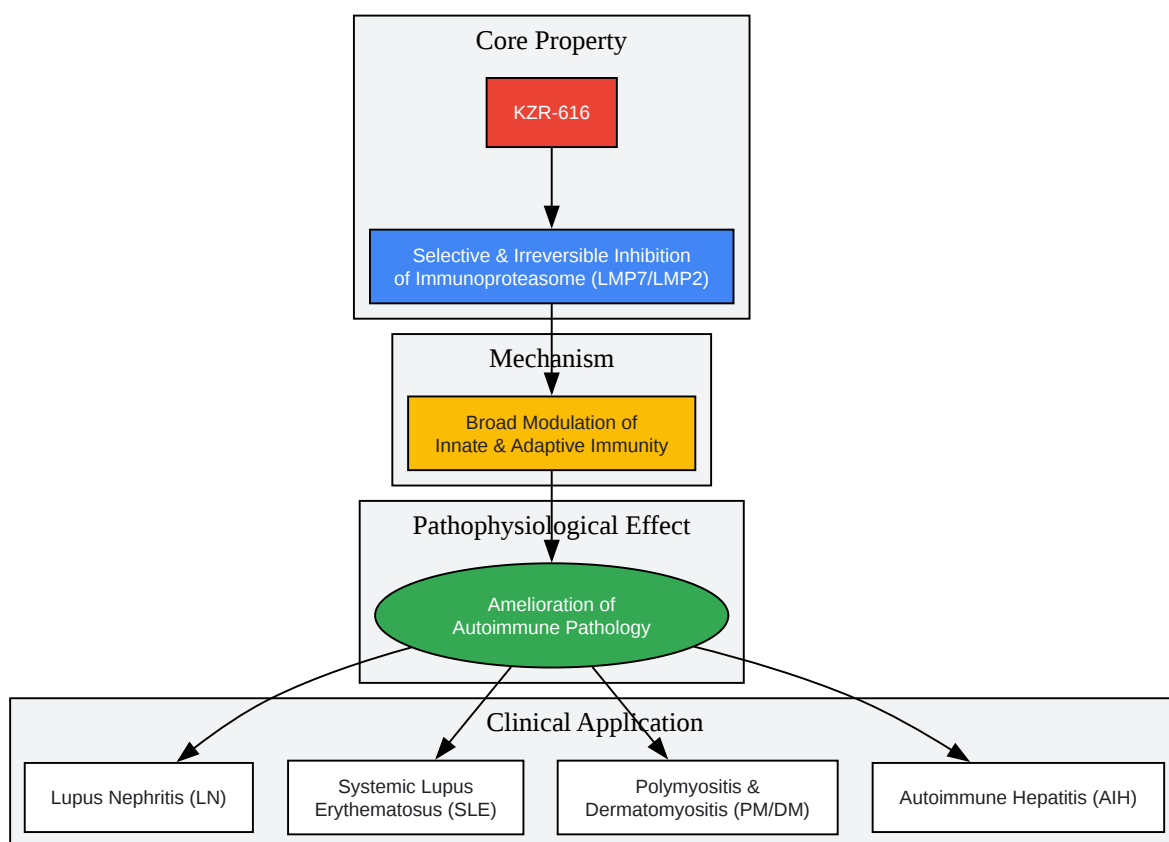 Core Property
KZR-616
Selective & Irreversible Inhibition
of Immunoproteasome (LMP7/LMP2)
Mechanism
Broad Modulation of
Innate & Adaptive Immunity
Pathophysiological Effect
Amelioration of
Autoimmune Pathology
Clinical Application
Lupus Nephritis (LN)
Systemic Lupus
Erythematosus (SLE)
Polymyositis &
Dermatomyositis (PM/DM)
Autoimmune Hepatitis (AIH)